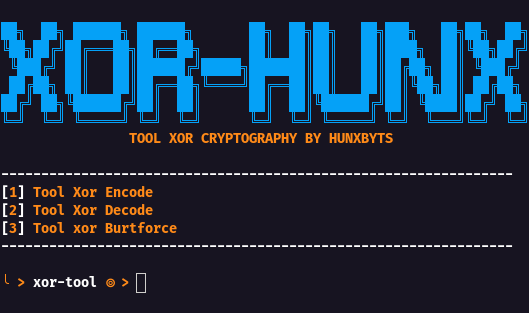 XOR-HUNX
TOOL XOR CRYPTOGRAPHY BY HUNXBYTS
[1] Tool Xor Encode
[2] Tool Xor Decode
[3] Tool xor Burtforce
╰ > xor-tool ⊚ >